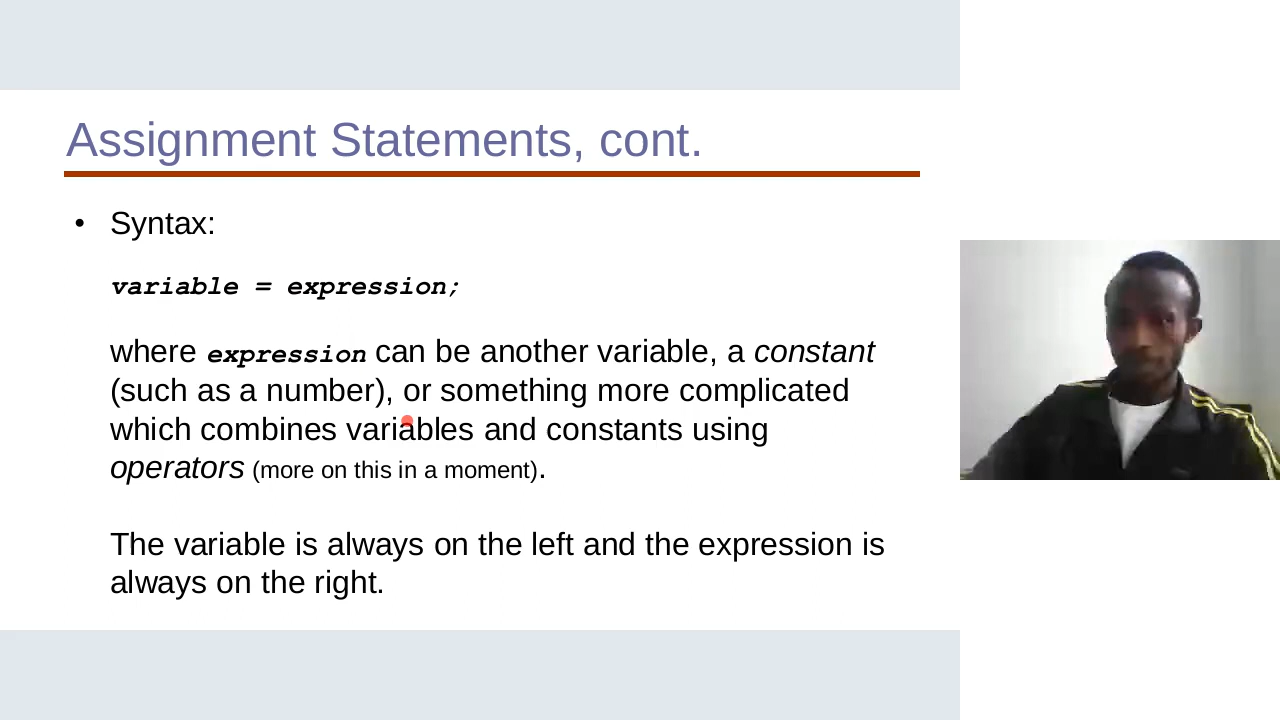 Assignment Statements, cont.
• Syntax:
variable = expression;
where expression can be another variable, a constant
(such as a number), or something more complicated
which combines variables and constants using
operators (more on this in a moment).
The variable is always on the left and the expression is
always on the right.